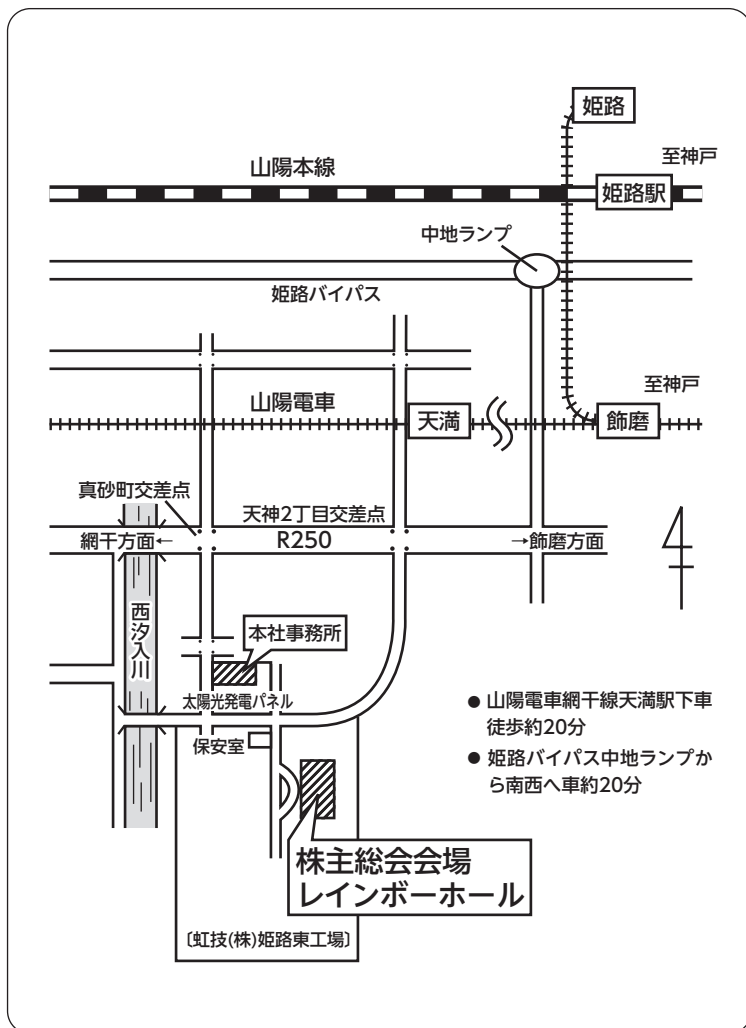 姫路
至神戸
山陽本線
姫路駅
中地ランプ
姫路バイパス
至神戸
山陽電車
天満
飾磨
真砂町交差点
天神2丁目交差点
網干方面←
R250
→飾磨方面
西汐入川
本社事務所
太陽光発電パネル
保安室
● 山陽電車網干線天満駅下車
徒歩約20分
● 姫路バイパス中地ランプか
ら南西へ車約20分
株主総会会場
レインボーホール
〔虹技(株)姫路東工場〕